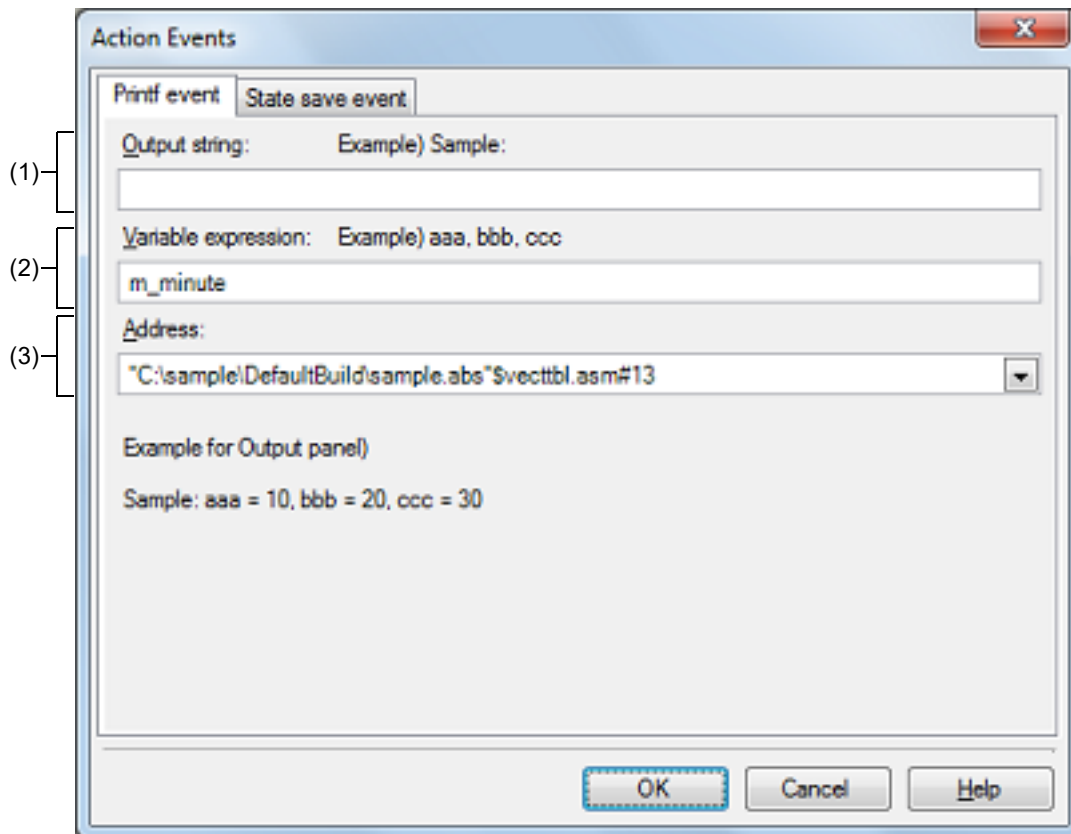 Action Events
Printf event State save event
(1) Output string: Example) Sample:
(2) Variable expression: Example) aaa, bbb, ccc
m_minute
(3) Address:
"C:\sample\DefaultBuild\sample.abs"$vecttbl.asm#13
Example for Output panel)
Sample: aaa = 10, bbb = 20, ccc = 30
OK Cancel Help